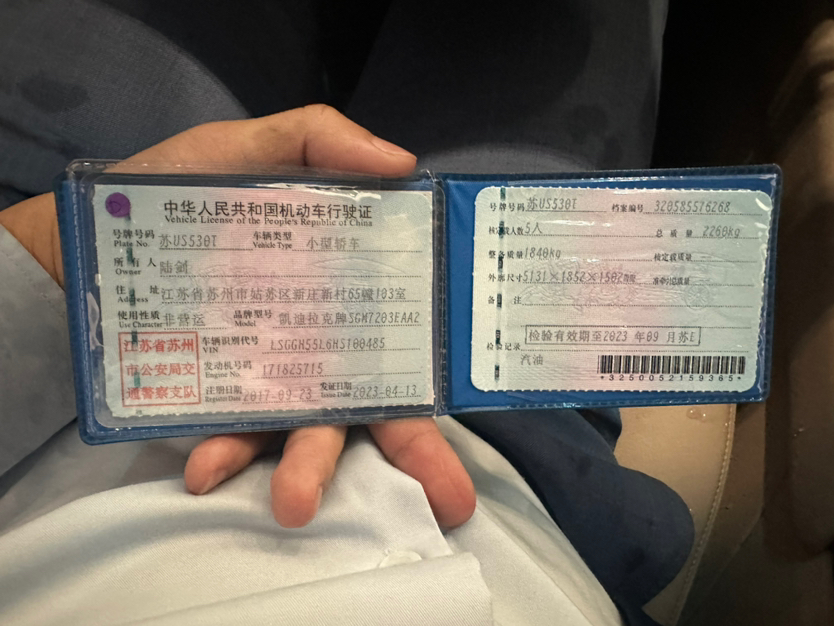 中华人民共和国机动车行驶证
Vehicle License of the People's Republic of China
号牌号码 苏US530T 车辆类型 小型轿车
Plate No. Vehicle Type
所有人 陆剑
Owner
住址 江苏省苏州市姑苏区新庄新村65幢103室
Address
使用性质 非营运 品牌型号 凯迪拉克牌SGM7203EAA2
Use Character Model
江苏省苏州
市公安局交
通警察支队
车辆识别代号
VIN
发动机号码 171825715
Engine No.
注册日期 2017-09-23 发证日期 2023-04-13
Register Date Issue Date
号牌号码 苏US530T 档案编号 320585576268
核定载人数 5人 总质量 2260kg
整备质量 1840kg 核定载质量
外廓尺寸 5131×1852×1502mm 准牵引总质量
备注
检验有效期至2023年09月苏E
检验记录
汽油
*3250052159365*